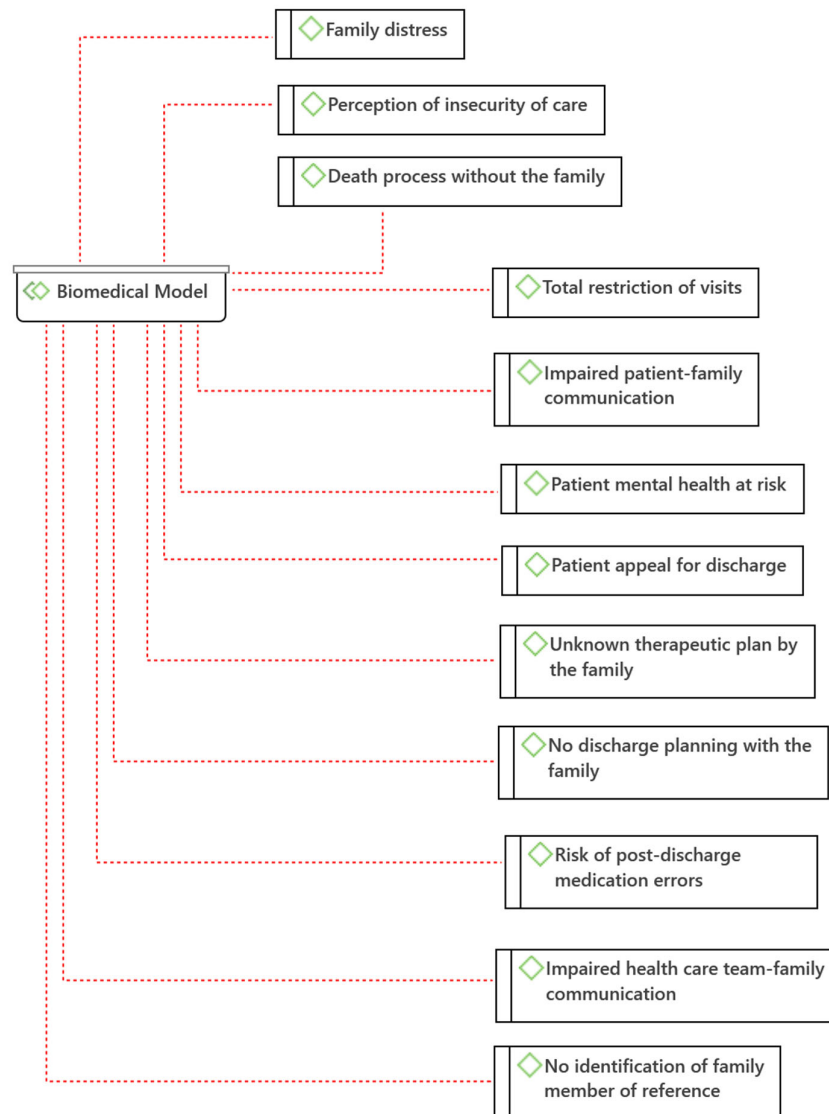 Family distress
Perception of insecurity of care
Death process without the family
Biomedical Model
Total restriction of visits
Impaired patient-family
communication
Patient mental health at risk
Patient appeal for discharge
Unknown therapeutic plan by
the family
No discharge planning with the
family
Risk of post-discharge
medication errors
Impaired health care team-family
communication
No identification of family
member of reference